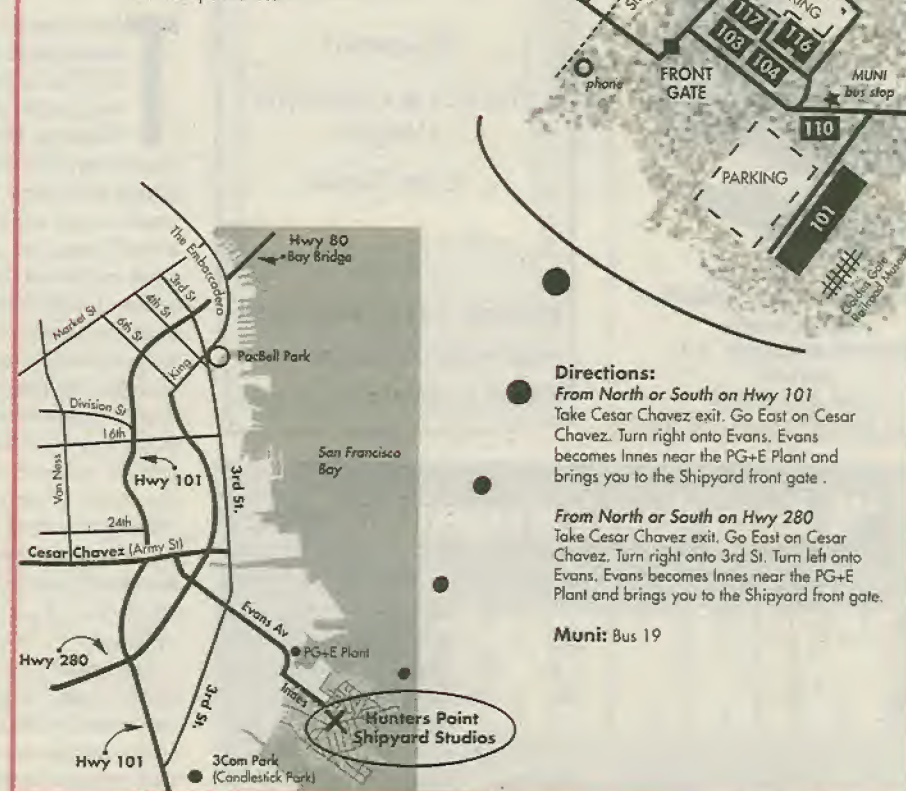 117
116
103
104
FRONT
GATE
phone
MUNI
bus stop
110
PARKING
101
Golden Gate
Railroad
The Embarcadero
Hwy 80
Bay Bridge
3rd St
4th St
6th St
Market St
King
PacBell Park
Division St
16th
Van Ness
Hwy 101
3rd St.
San Francisco
Bay
24th
Cesar Chavez (Army St)
Evans Av
PG+E Plant
Hwy 280
Innes
3rd St.
Hunters Point
Shipyard Studios
Hwy 101
3Com Park
(Candlestick Park)
Directions:
From North or South on Hwy 101
Take Cesar Chavez exit. Go East on Cesar
Chavez. Turn right onto Evans. Evans
becomes Innes near the PG+E Plant and
brings you to the Shipyard front gate .
From North or South on Hwy 280
Take Cesar Chavez exit. Go East on Cesar
Chavez. Turn right onto 3rd St. Turn left onto
Evans. Evans becomes Innes near the PG+E
Plant and brings you to the Shipyard front gate.
Muni: Bus 19